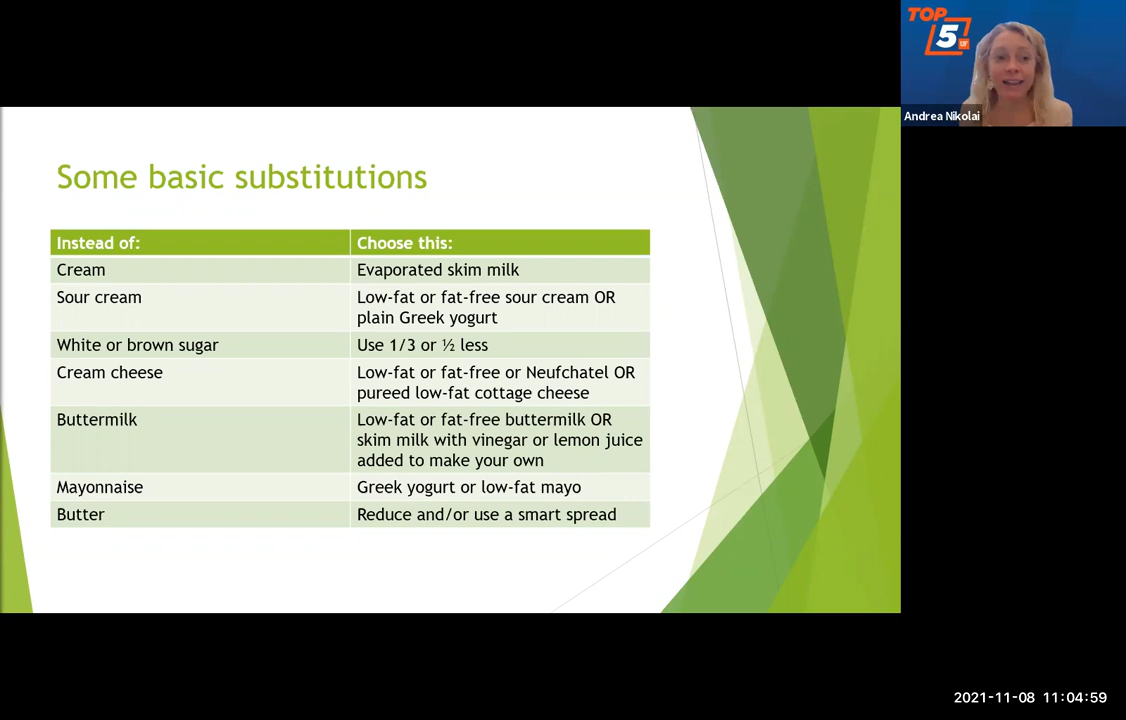 TOP
5
Andrea Nikolai
Some basic substitutions
Instead of:
Choose this:
Cream
Evaporated skim milk
Sour cream
Low-fat or fat-free sour cream OR
plain Greek yogurt
White or brown sugar
Use 1/3 or ½ less
Cream cheese
Low-fat or fat-free or Neufchatel OR
pureed low-fat cottage cheese
Buttermilk
Low-fat or fat-free buttermilk OR
skim milk with vinegar or lemon juice
added to make your own
Mayonnaise
Greek yogurt or low-fat mayo
Butter
Reduce and/or use a smart spread
2021-11-08 11:04:59